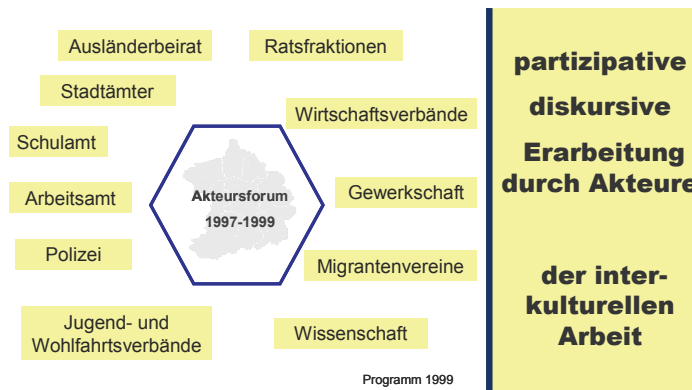 Ausländerbeirat
Ratsfraktionen
Stadtämter
Wirtschaftsverbände
Schulamt
Akteursforum
1997-1999
Arbeitsamt
Gewerkschaft
Polizei
Migrantenvereine
Jugend- und
Wohlfahrtsverbände
Wissenschaft
Programm 1999
partizipative
diskursive
Erarbeitung
durch Akteure
der inter-
kulturellen
Arbeit